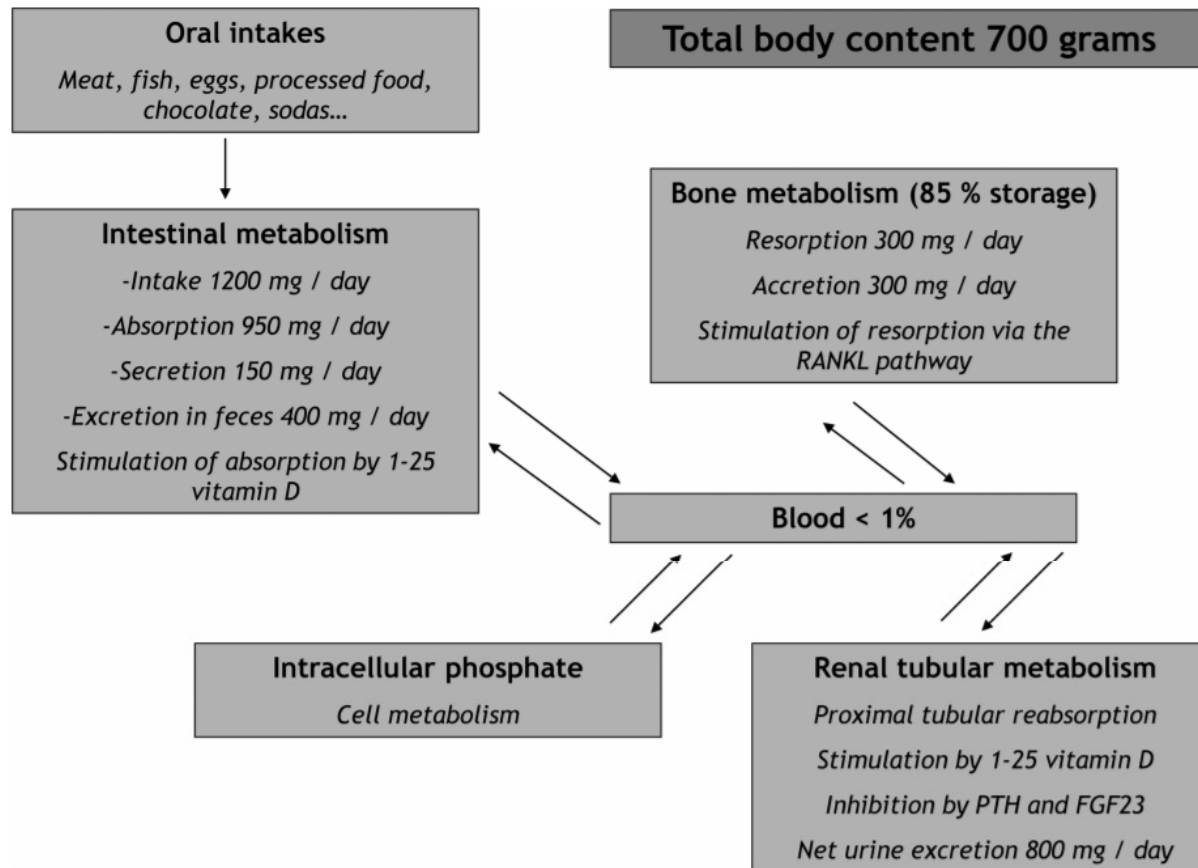 Oral intakes
Meat, fish, eggs, processed food,
chocolate, sodas…
Total body content 700 grams
Intestinal metabolism
-Intake 1200 mg / day
-Absorption 950 mg / day
-Secretion 150 mg / day
-Excretion in feces 400 mg / day
Stimulation of absorption by 1-25
vitamin D
Bone metabolism (85 % storage)
Resorption 300 mg / day
Accretion 300 mg / day
Stimulation of resorption via the
RANKL pathway
Blood < 1%
Intracellular phosphate
Cell metabolism
Renal tubular metabolism
Proximal tubular reabsorption
Stimulation by 1-25 vitamin D
Inhibition by PTH and FGF23
Net urine excretion 800 mg / day